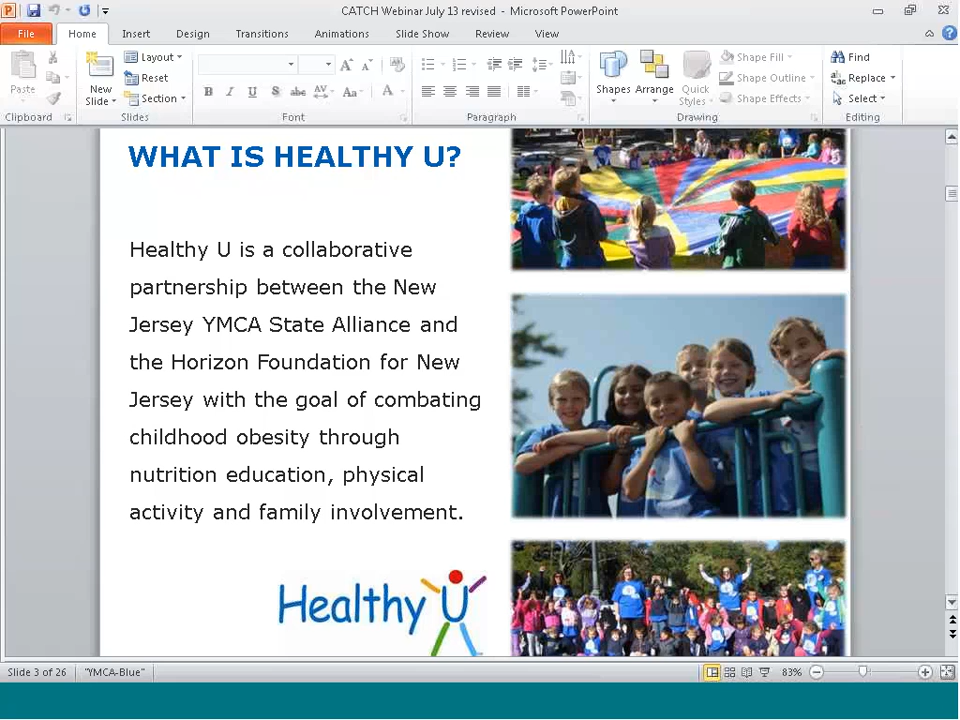 CATCH Webinar July 13 revised - Microsoft PowerPoint
File Home Insert Design Transitions Animations Slide Show Review View
Paste
New
Slide
Layout
Reset
Section
B I U S abc AV Aa A
Shapes Arrange Quick
Styles
Shape Fill
Shape Outline
Shape Effects
Find
Replace
Select
Clipboard Slides Font Paragraph Drawing Editing
WHAT IS HEALTHY U?
Healthy U is a collaborative
partnership between the New
Jersey YMCA State Alliance and
the Horizon Foundation for New
Jersey with the goal of combating
childhood obesity through
nutrition education, physical
activity and family involvement.
Healthy U
Slide 3 of 26 "YMCA-Blue" 83%